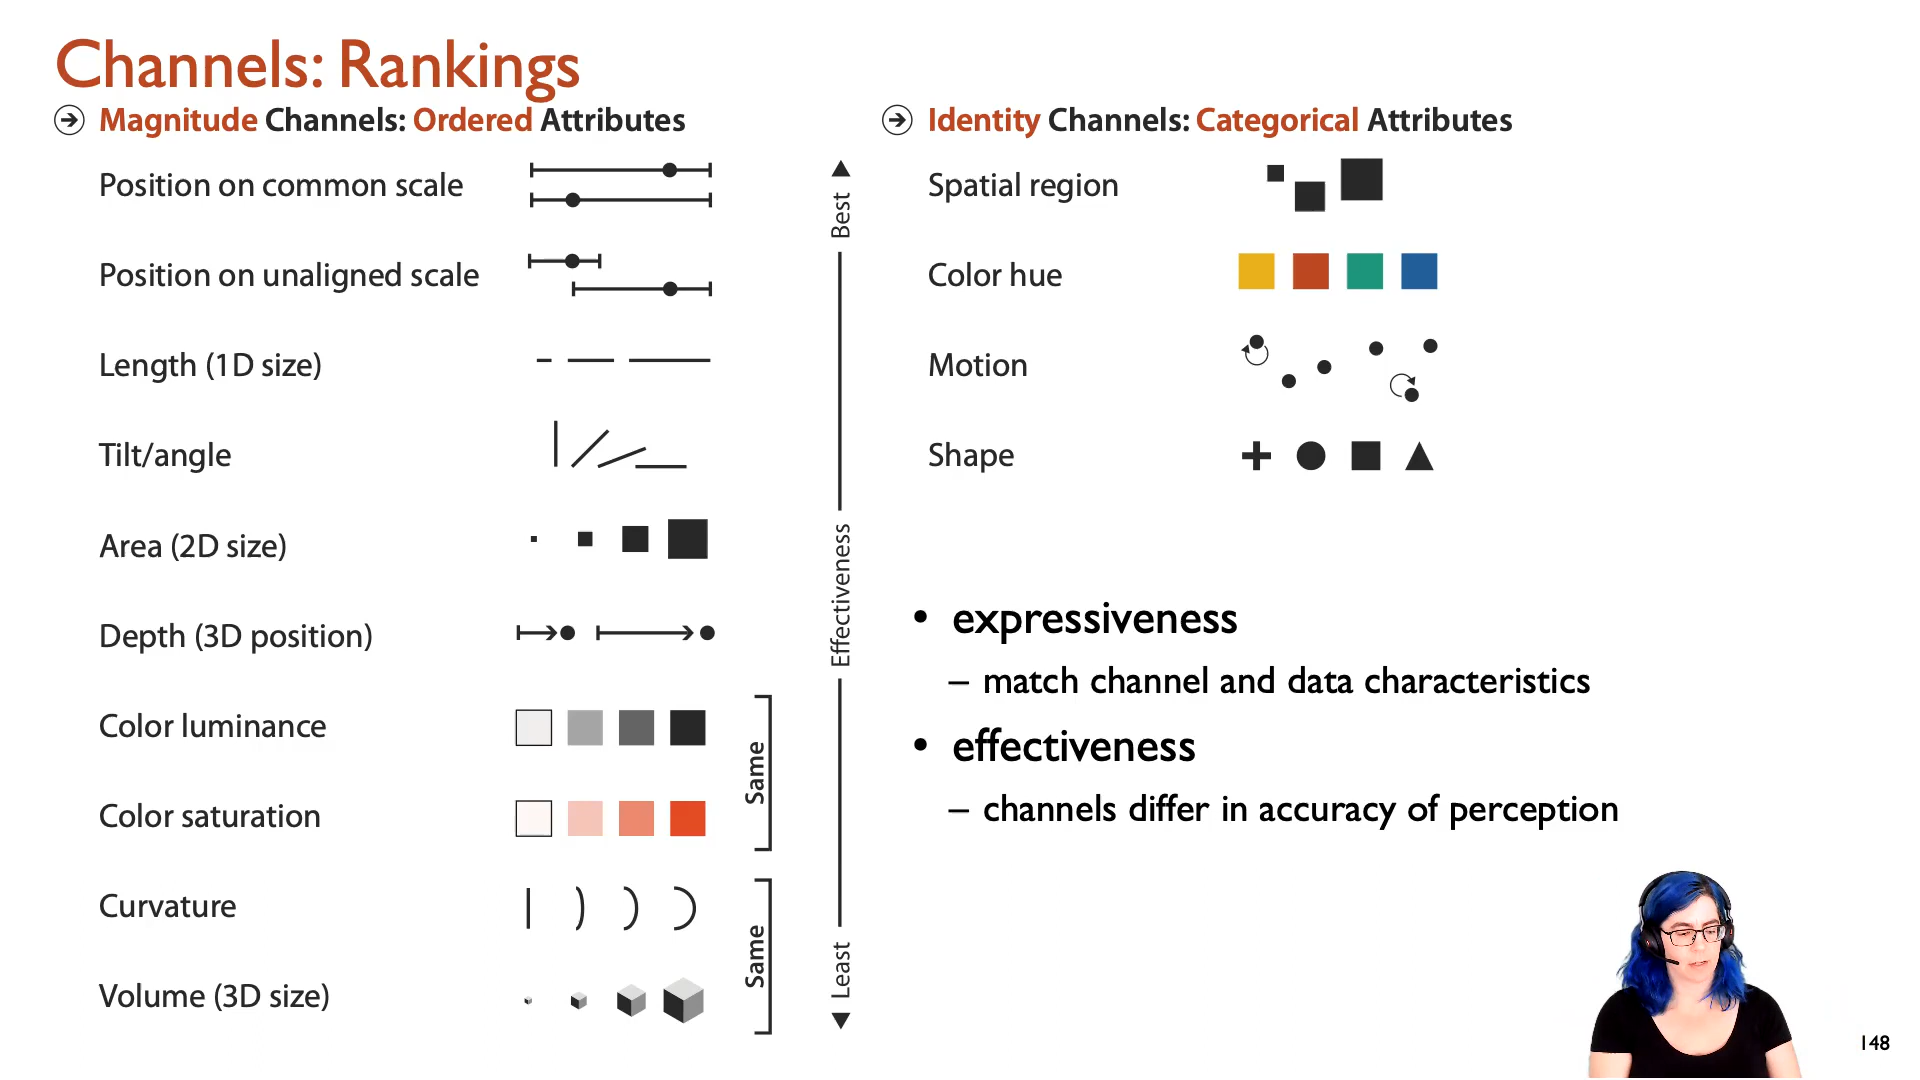 Channels: Rankings
Magnitude Channels: Ordered Attributes
Position on common scale
Position on unaligned scale
Length (1D size)
Tilt/angle
Area (2D size)
Depth (3D position)
Color luminance
Color saturation
Curvature
Volume (3D size)
Same
Same
Best
Effectiveness
Least
Identity Channels: Categorical Attributes
Spatial region
Color hue
Motion
Shape
• expressiveness
– match channel and data characteristics
• effectiveness
– channels differ in accuracy of perception
148